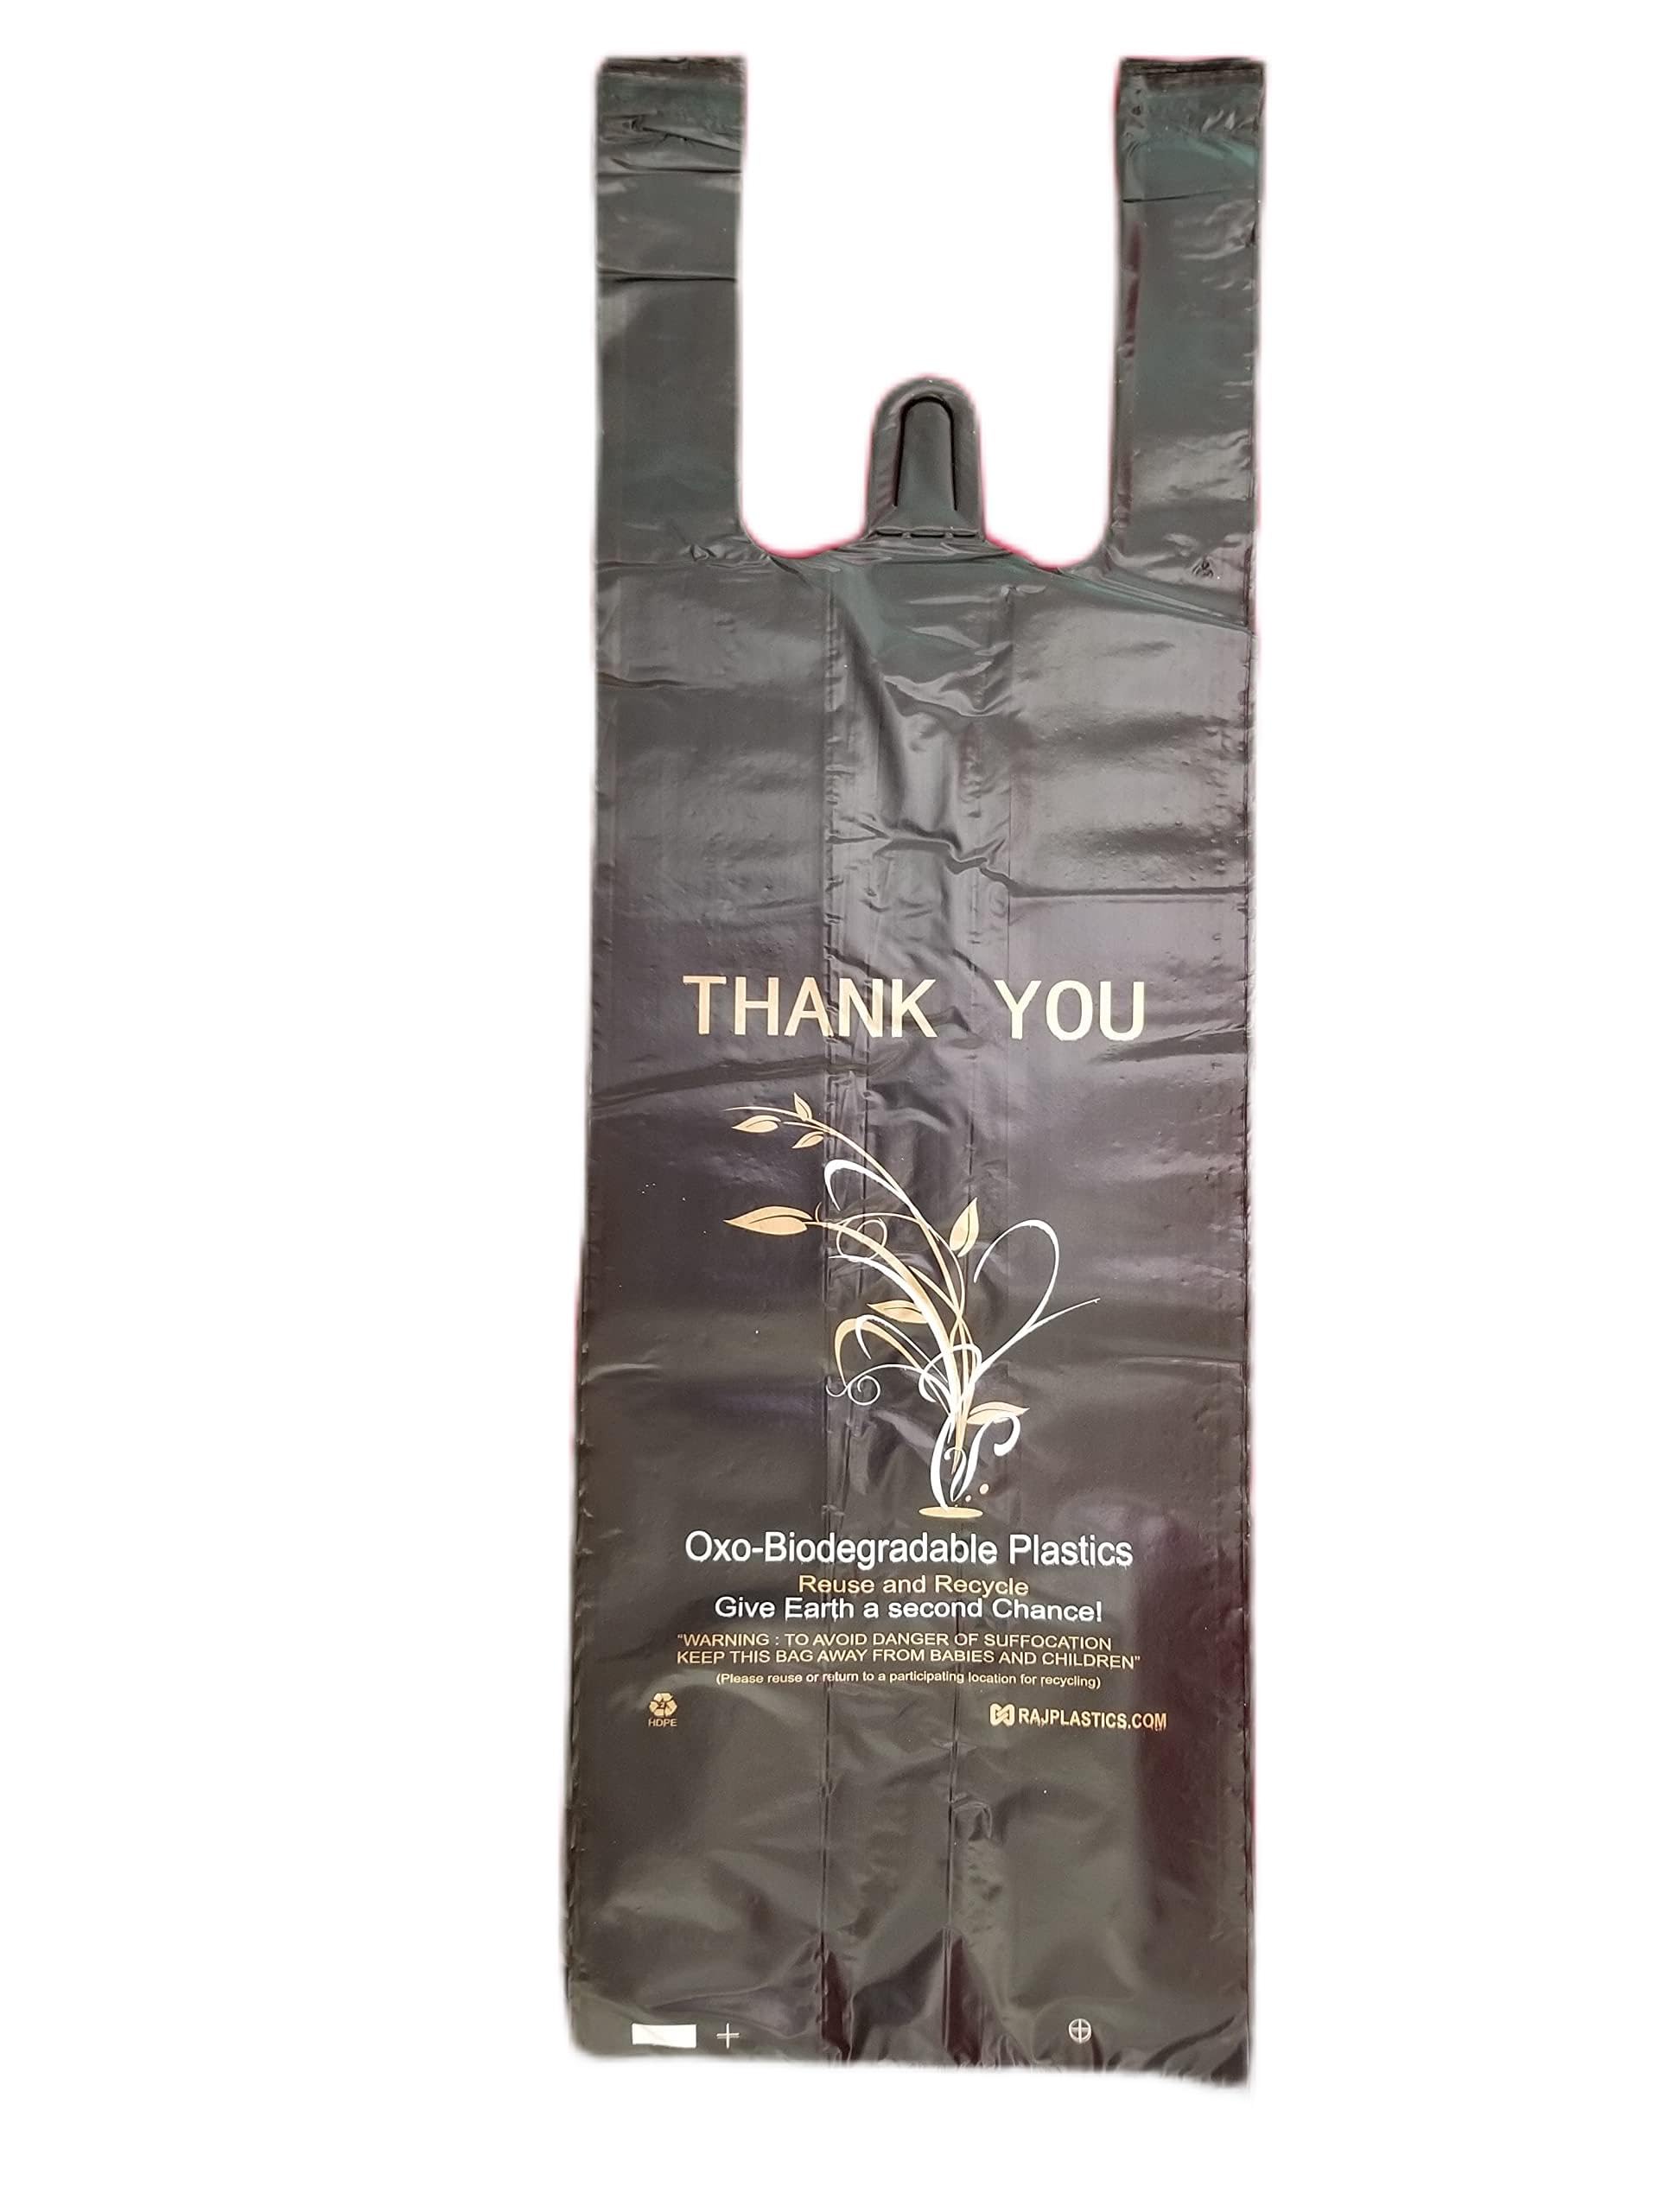 THANK YOU
Oxo-Biodegradable Plastics
Reuse and Recycle
Give Earth a second Chance!
"WARNING : TO AVOID DANGER OF SUFFOCATION
KEEP THIS BAG AWAY FROM BABIES AND CHILDREN"
(Please reuse or return to a participating location for recycling)
2
HDPE
RAJPLASTICS.COM